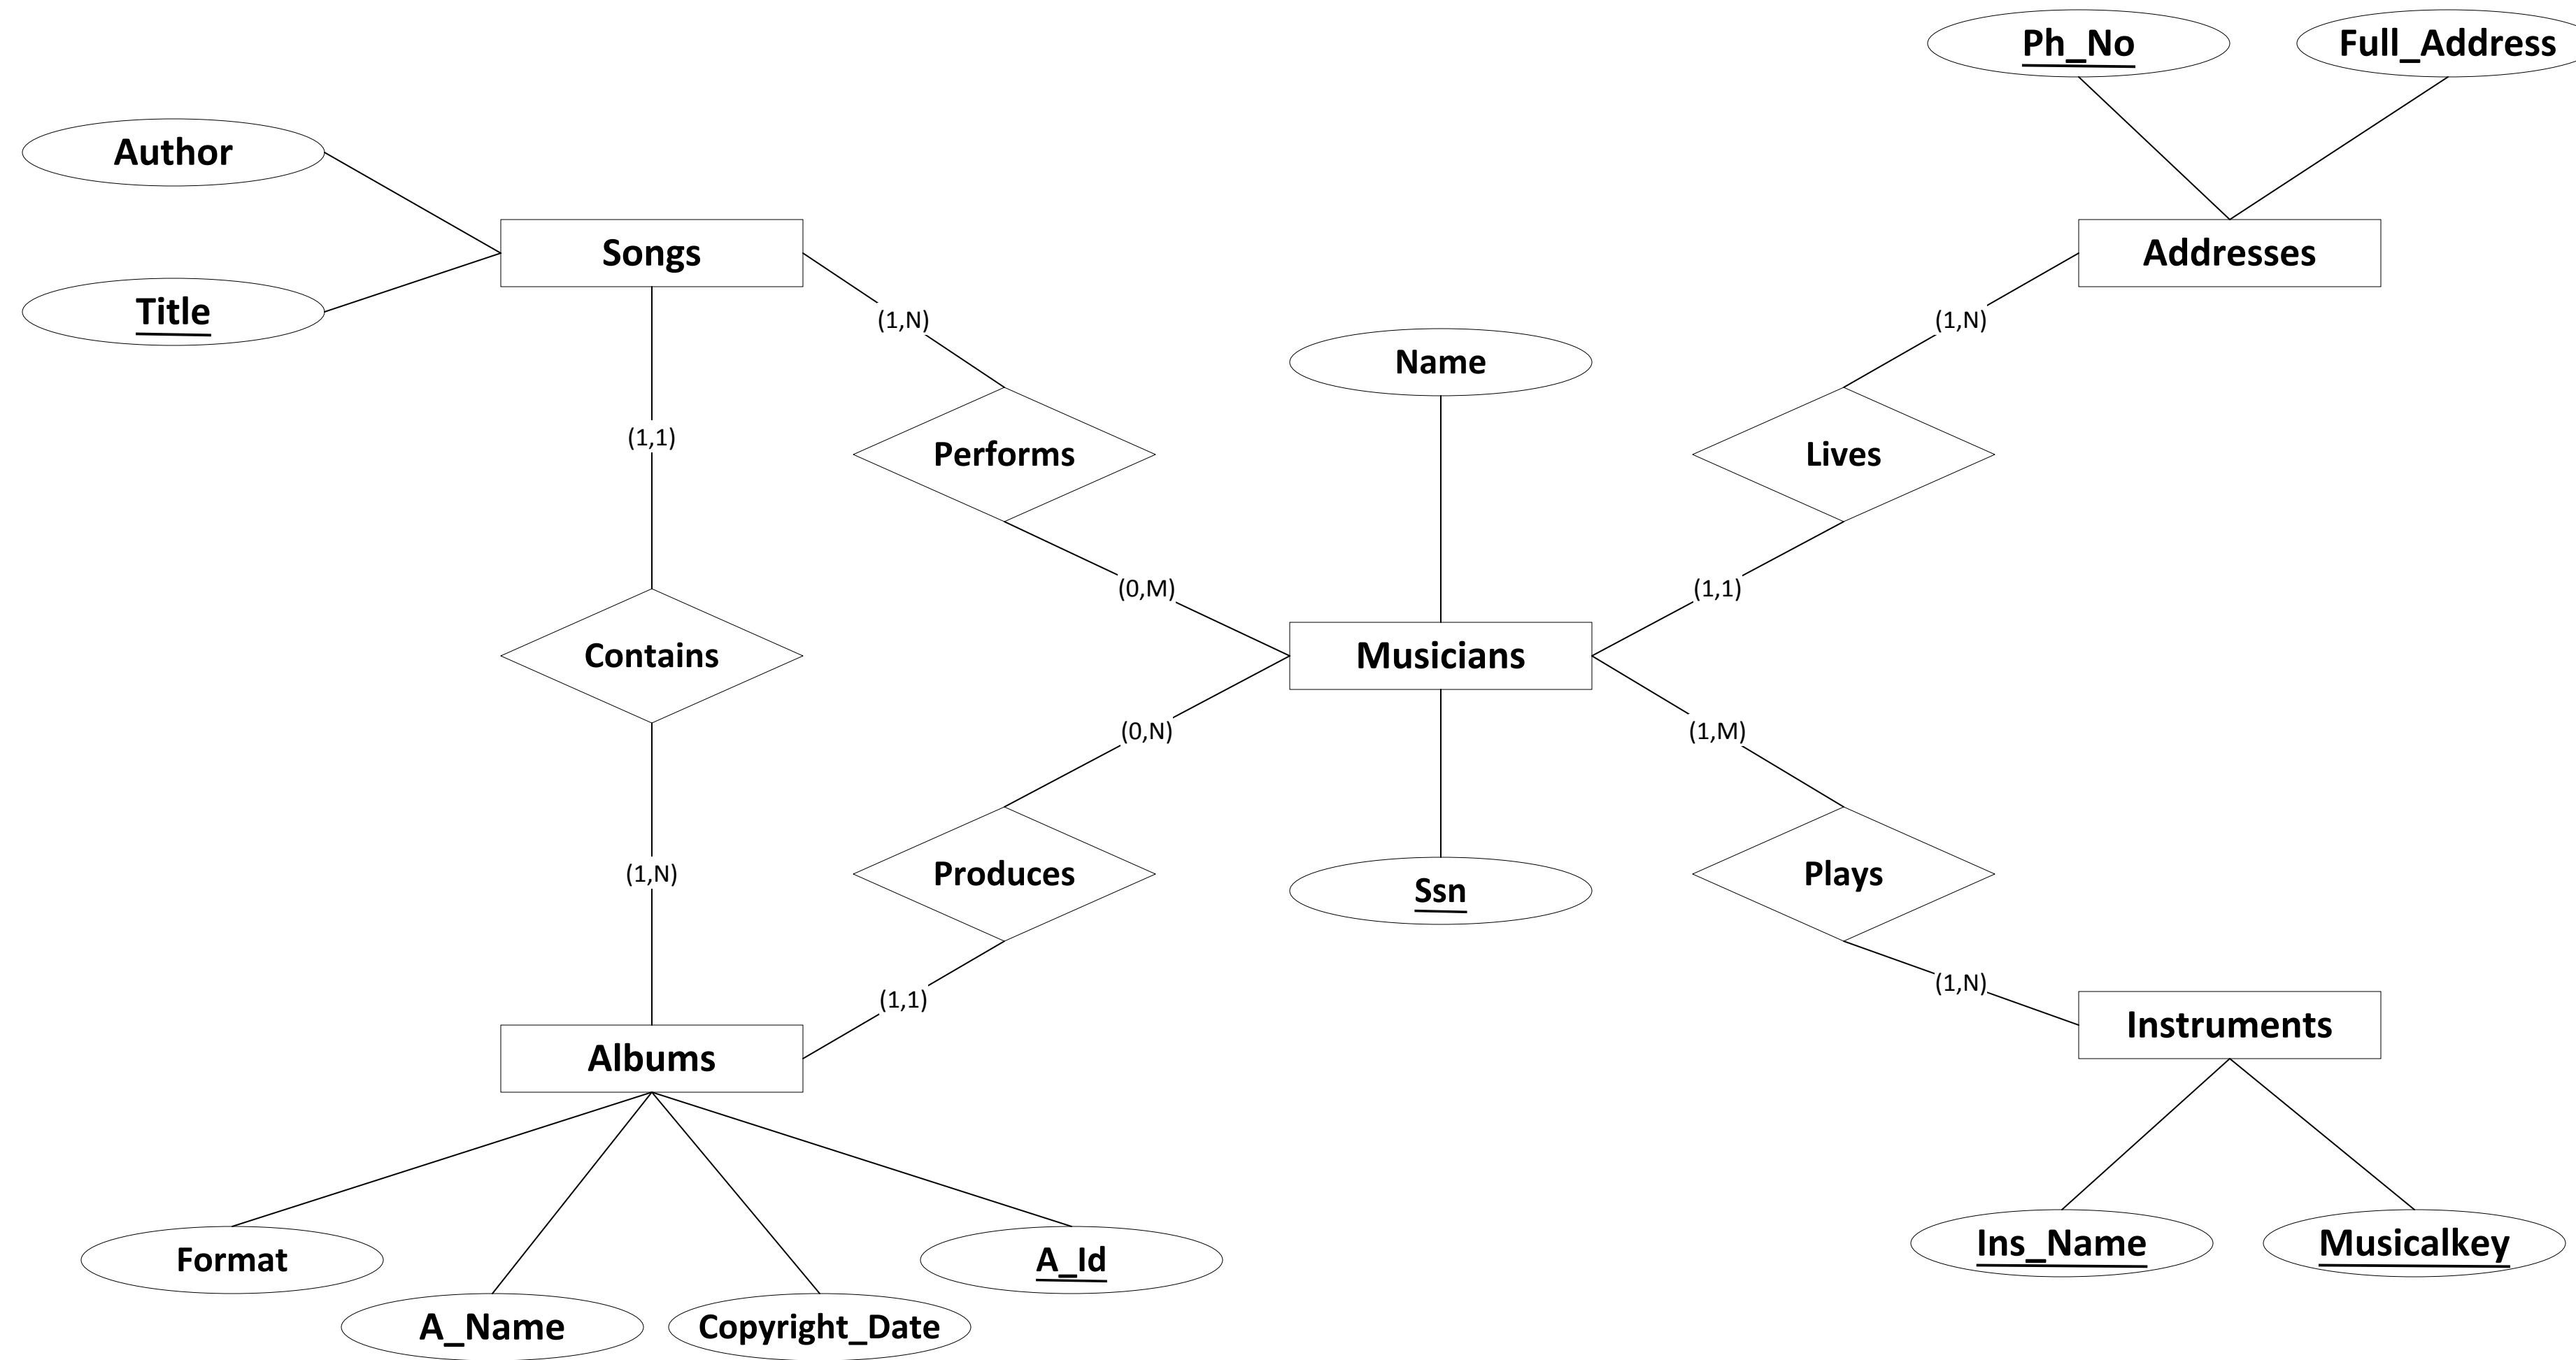 Ph_No
Full_Address
Author
Songs
Addresses
Title
(1,N)
(1,N)
Name
(1,1)
Performs
Lives
(0,M)
(1,1)
Contains
Musicians
(0,N)
(1,M)
(1,N)
Produces
Plays
Ssn
(1,1)
(1,N)
Instruments
Albums
Format
A_Id
Ins_Name
Musicalkey
A_Name
Copyright_Date